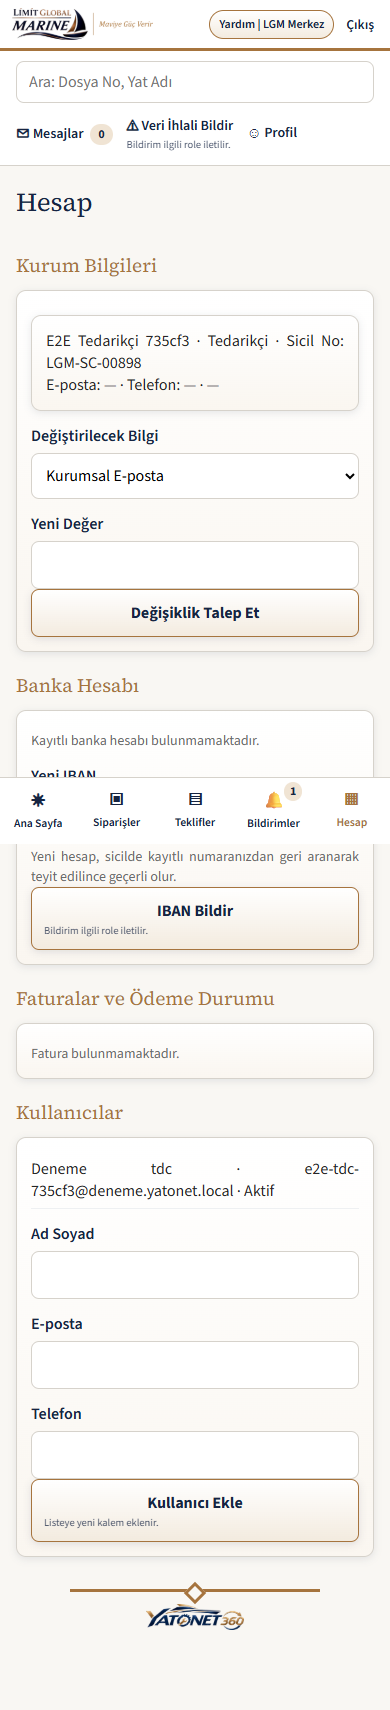 LİMİT GLOBAL
MARINE
Maviye Güç Verir
Yardım | LGM Merkez
Çıkış
Ara: Dosya No, Yat Adı
Mesajlar 0
⚠ Veri İhlali Bildir
Bildirim ilgili role iletilir.
☺ Profil
Hesap
Kurum Bilgileri
E2E Tedarikçi 735cf3 · Tedarikçi · Sicil No:
LGM-SC-00898
E-posta: — · Telefon: — · —
Değiştirilecek Bilgi
Kurumsal E-posta
Yeni Değer
Değişiklik Talep Et
Banka Hesabı
Kayıtlı banka hesabı bulunmamaktadır.
Yeni IBAN
1
Ana Sayfa
Siparişler
Teklifler
Bildirimler
Hesap
Yeni hesap, sicilde kayıtlı numaranızdan geri aranarak
teyit edilince geçerli olur.
IBAN Bildir
Bildirim ilgili role iletilir.
Faturalar ve Ödeme Durumu
Fatura bulunmamaktadır.
Kullanıcılar
Deneme tdc · e2e-tdc-
735cf3@deneme.yatonet.local · Aktif
Ad Soyad
E-posta
Telefon
Kullanıcı Ekle
Listeye yeni kalem eklenir.
YATONET360